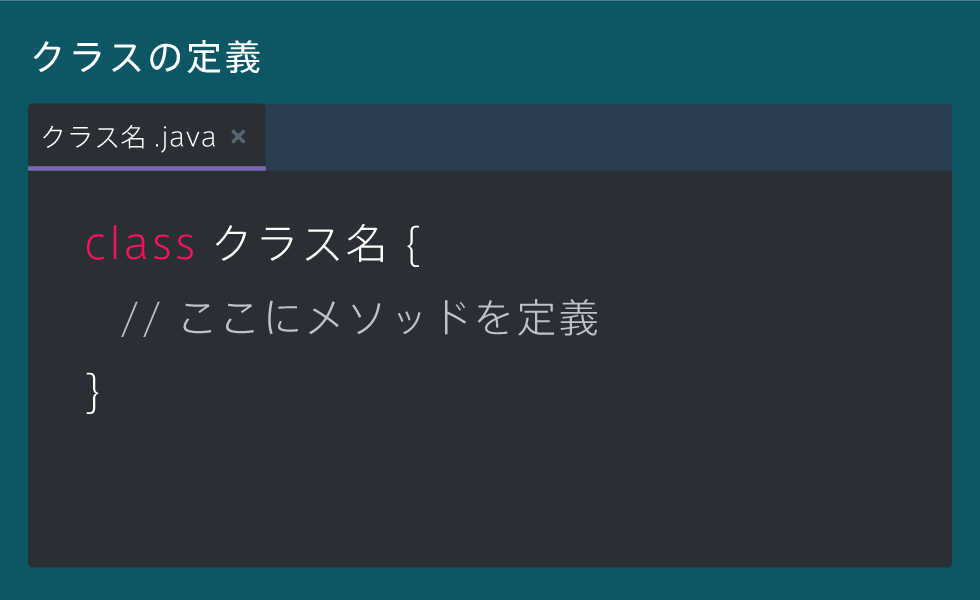 クラスの定義
クラス名 .java ×
class クラス名 {
// ここにメソッドを定義
}